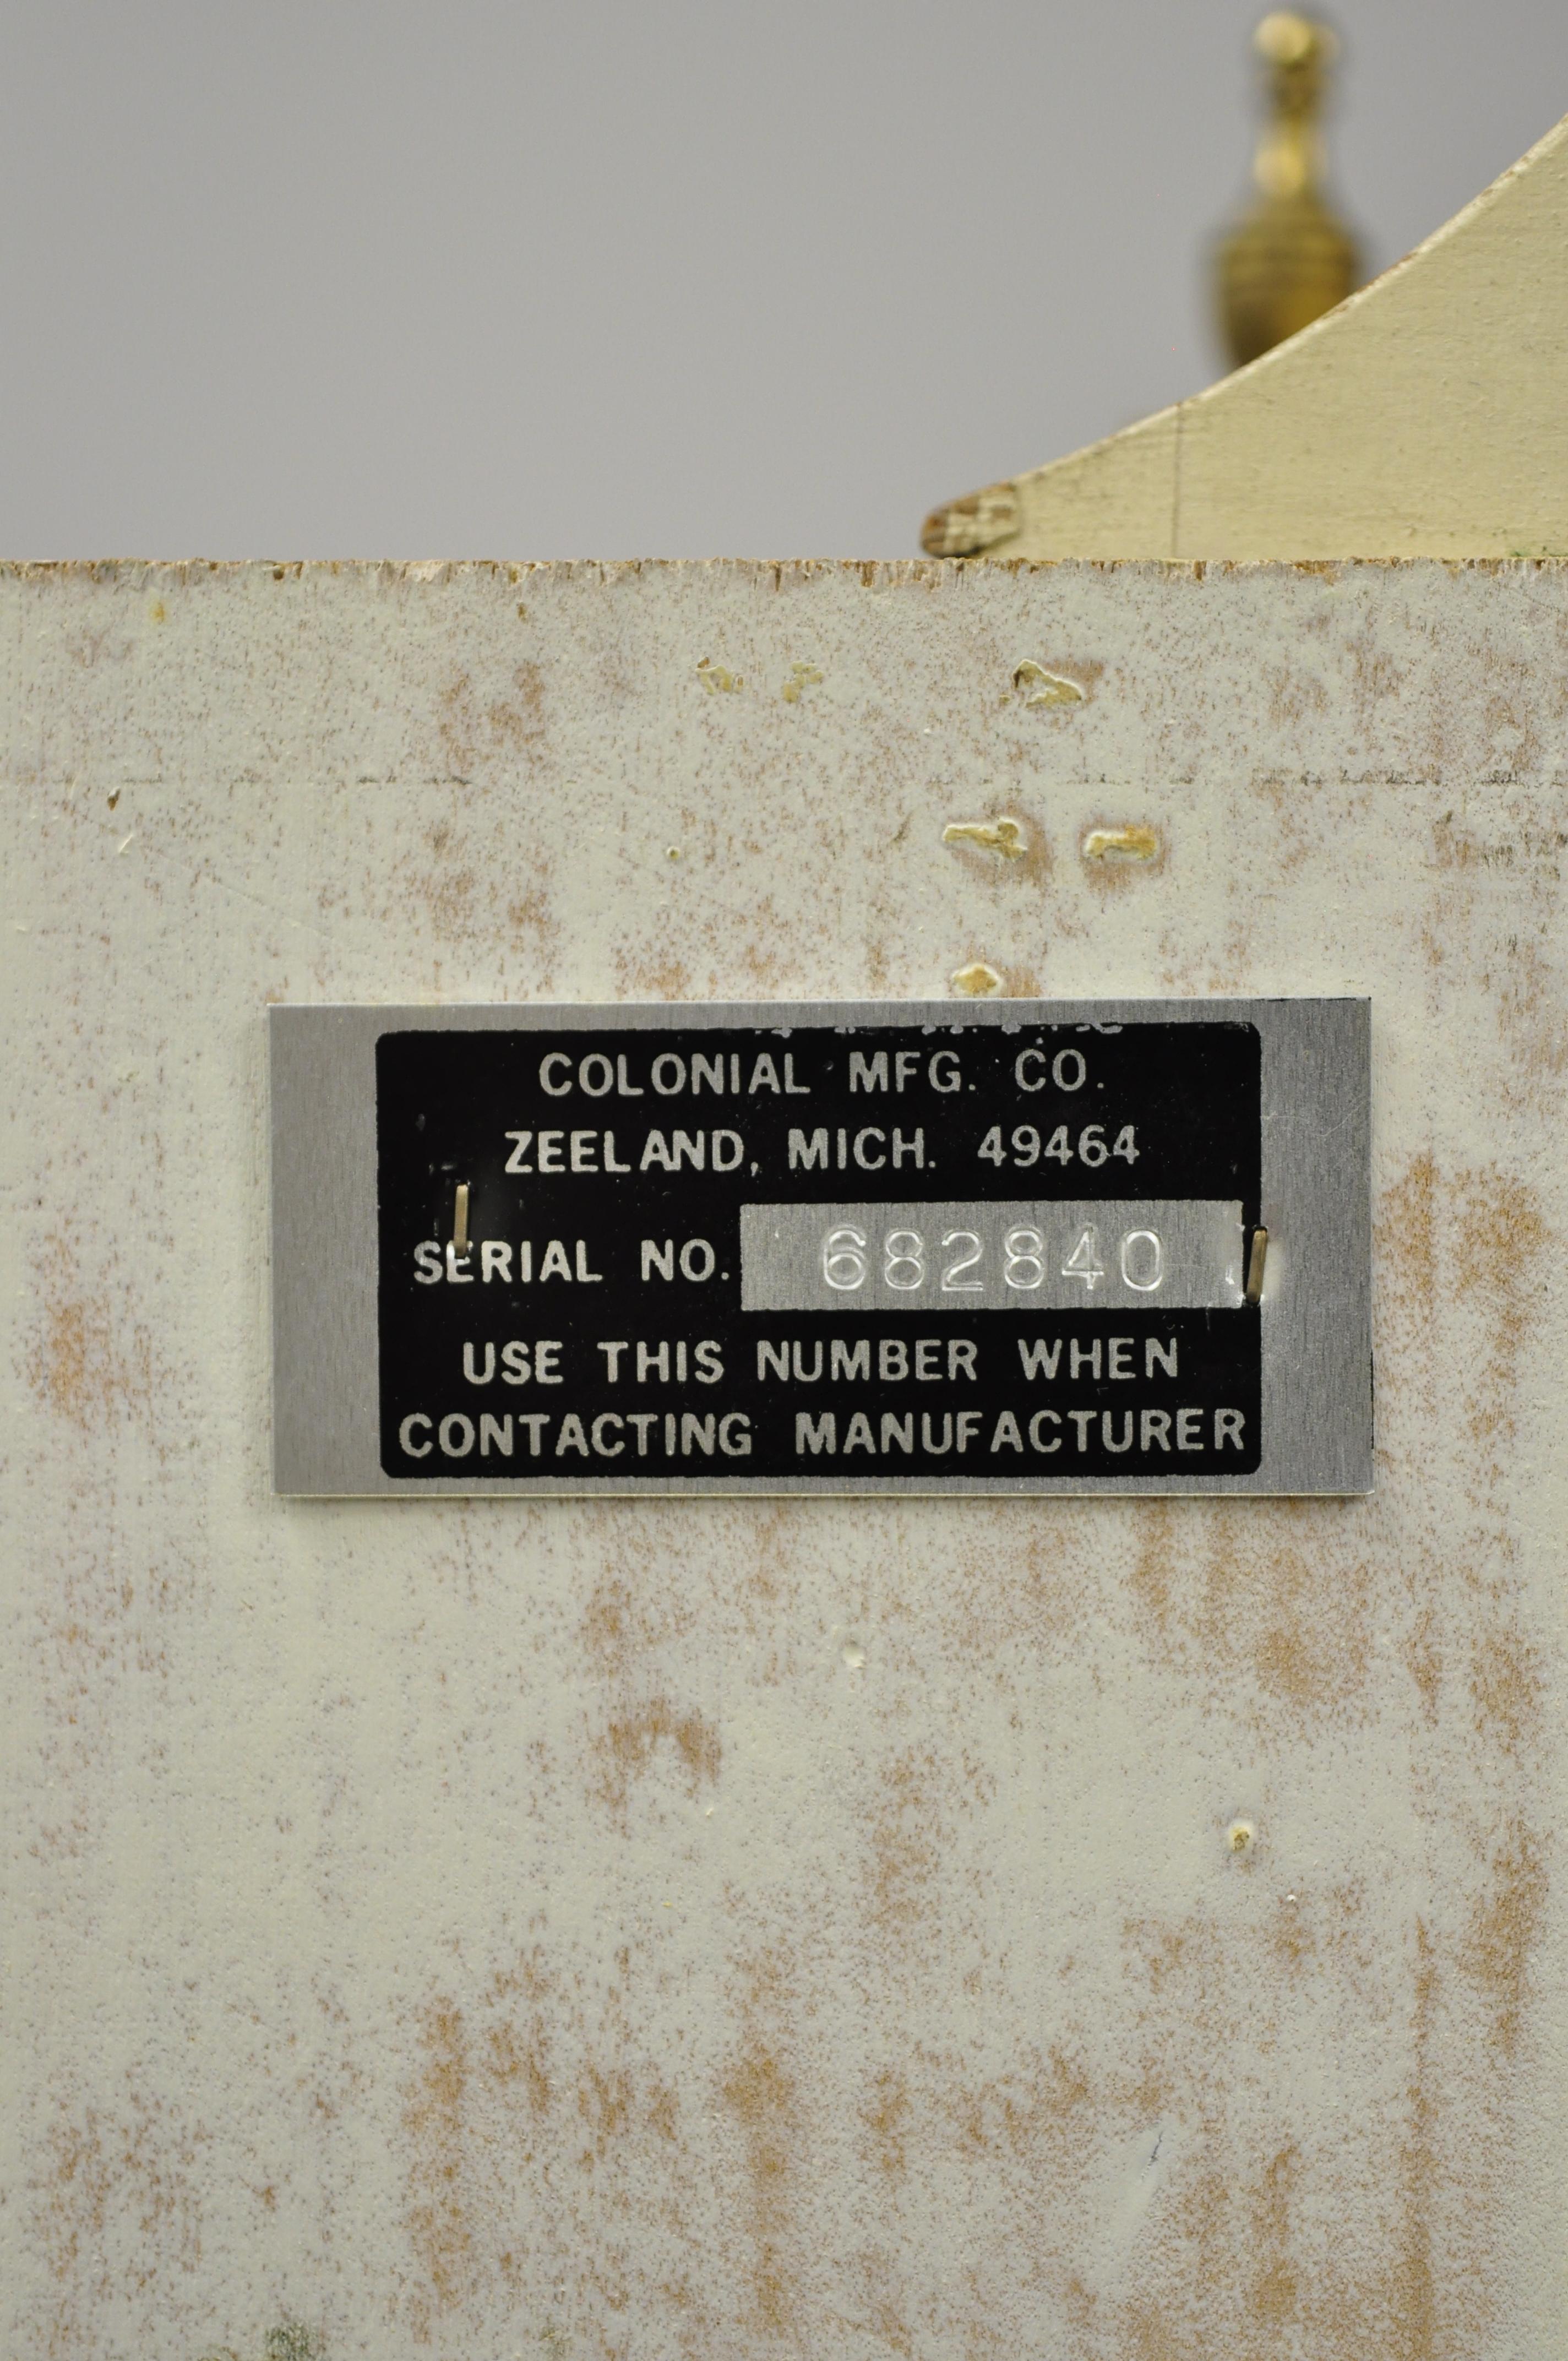 COLONIAL MFG. CO.
ZEELAND, MICH. 49464
SERIAL NO. 682840
USE THIS NUMBER WHEN
CONTACTING MANUFACTURER